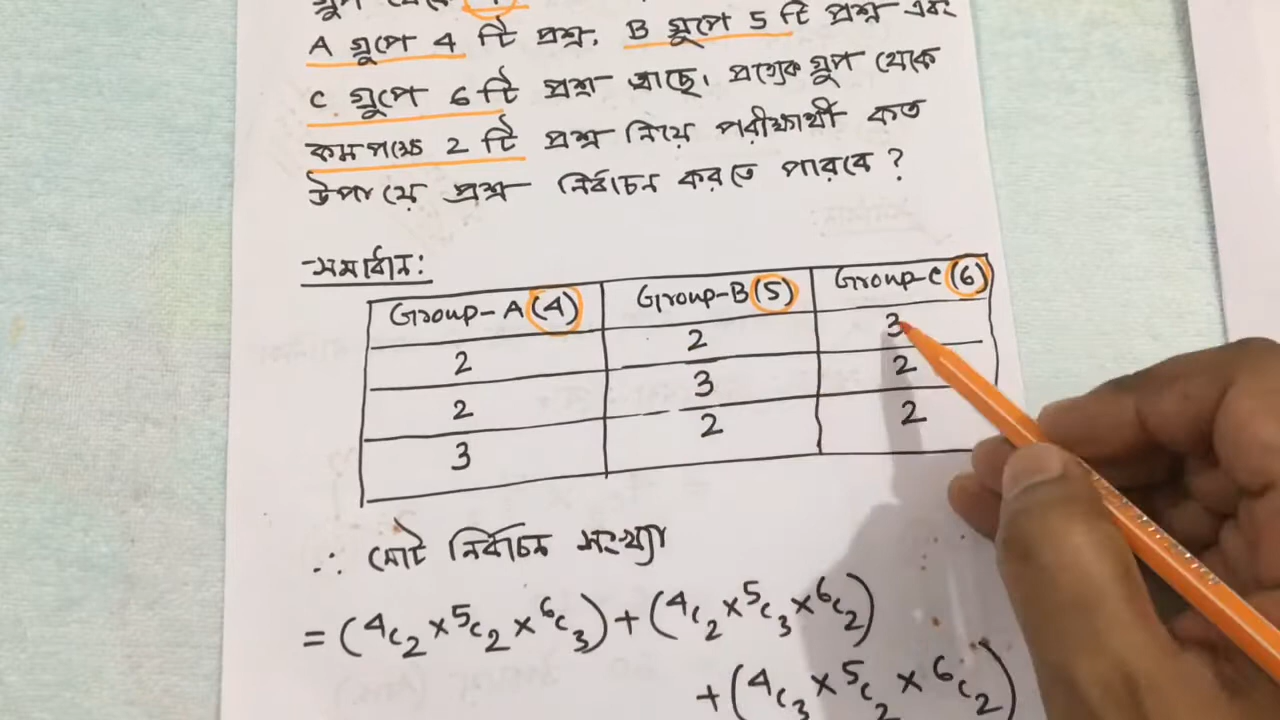 গ্রুপ থেকে
A গ্রুপে 4 টি প্রশ্ন, B গ্রুপে 5 টি প্রশ্ন এবং
C গ্রুপে 6 টি প্রশ্ন আছে। প্রত্যেক গ্রুপ থেকে
কমপক্ষে 2 টি প্রশ্ন নিয়ে পরীক্ষার্থী কত
উপায়ে প্রশ্ন নির্বাচন করতে পারবে ?
সমাধান:
Group-A (4) Group-B (5) Group-C (6)
2 2 3
2 3 2
3 2 2
∴ মোট নির্বাচন সংখ্যা
= (⁴C₂ × ⁵C₂ × ⁶C₃) + (⁴C₂ × ⁵C₃ × ⁶C₂)
+ (⁴C₃ × ⁵C₂ × ⁶C₂)